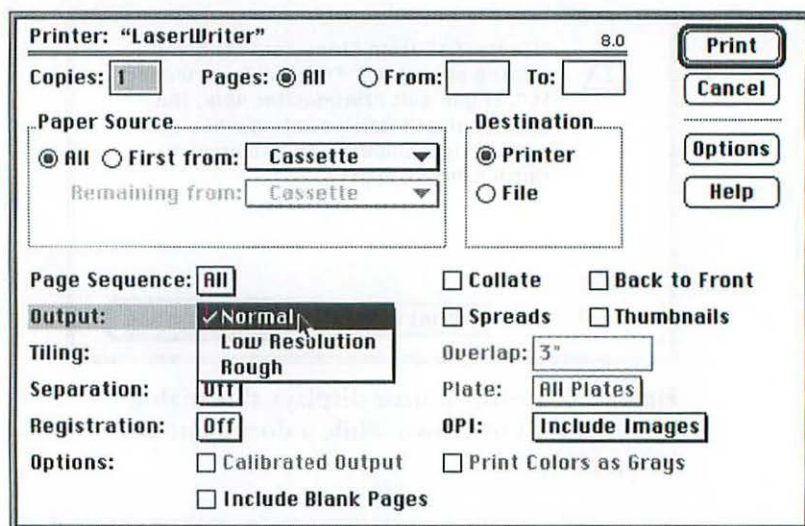 Printer: “LaserWriter” 8.0 Print
Copies: 1 Pages: All From: To: Cancel
Paper Source Destination
All First from: Cassette Printer Options
Remaining from: Cassette File Help
Page Sequence: All Collate Back to Front
Output: ✓Normal Spreads Thumbnails
Low Resolution
Tiling: Overlap: 3"
Rough
Separation: Off Plate: All Plates
Registration: Off OPI: Include Images
Options: Calibrated Output Print Colors as Grays
Include Blank Pages